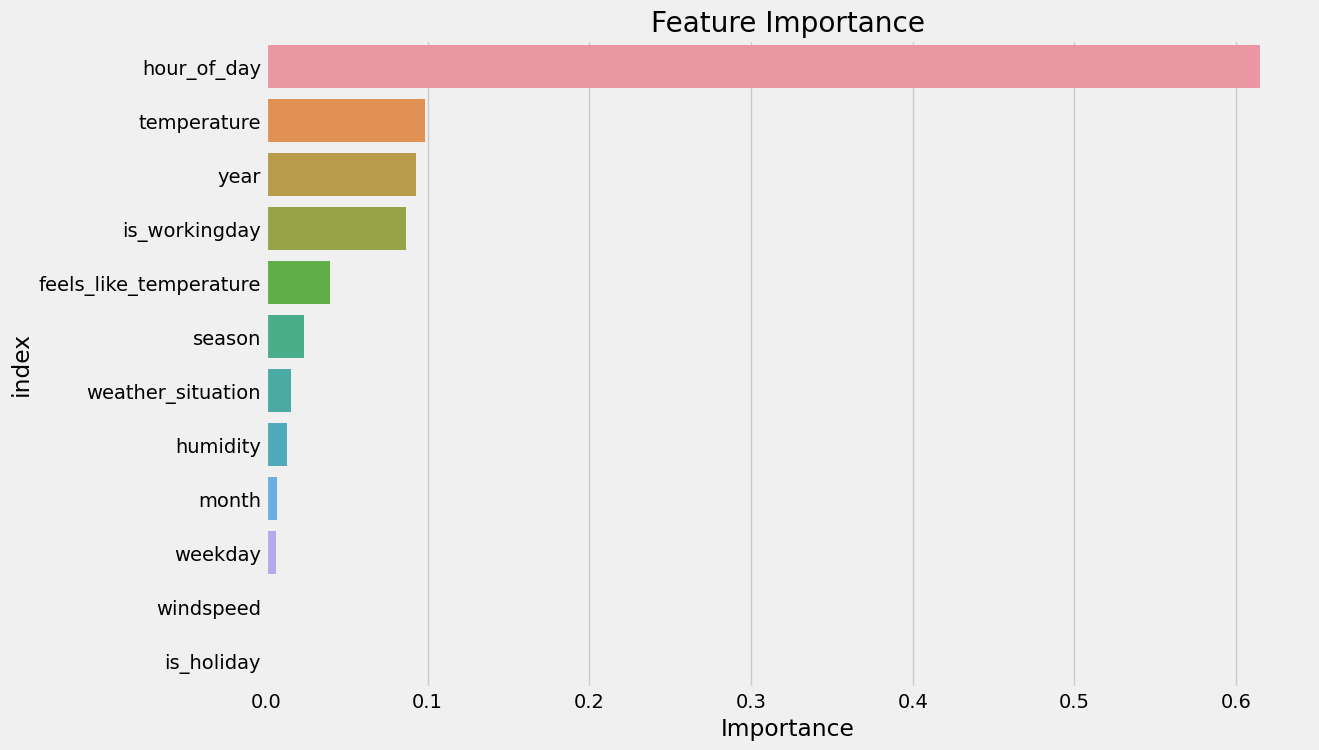 Feature Importance
hour_of_day
temperature
year
is_workingday
feels_like_temperature
season
weather_situation
humidity
month
weekday
windspeed
is_holiday
index
0.0 0.1 0.2 0.3 0.4 0.5 0.6
Importance